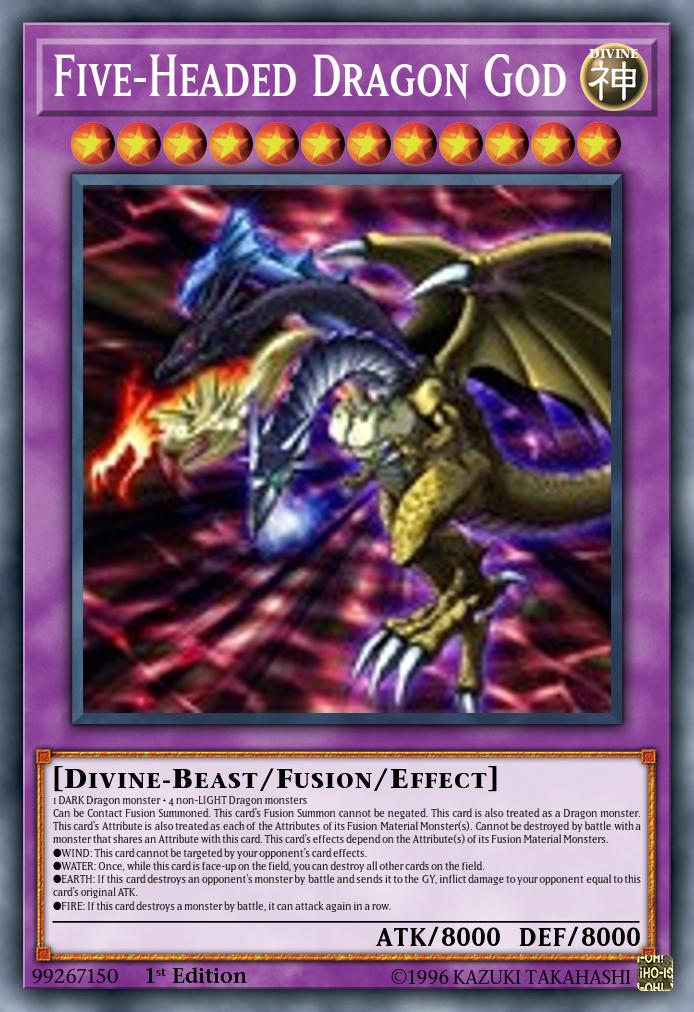 Five-Headed Dragon God
DIVINE
神
[Divine-Beast/Fusion/Effect]
1 DARK Dragon monster + 4 non-LIGHT Dragon monsters
Can be Contact Fusion Summoned. This card's Fusion Summon cannot be negated. This card is also treated as a Dragon monster.
This card's Attribute is also treated as each of the Attributes of its Fusion Material Monster(s). Cannot be destroyed by battle with a
monster that shares an Attribute with this card. This card's effects depend on the Attribute(s) of its Fusion Material Monsters.
●WIND: This card cannot be targeted by your opponent's card effects.
●WATER: Once, while this card is face-up on the field, you can destroy all other cards on the field.
●EARTH: If this card destroys an opponent's monster by battle and sends it to the GY, inflict damage to your opponent equal to this
card's original ATK.
●FIRE: If this card destroys a monster by battle, it can attack again in a row.
ATK/8000 DEF/8000
99267150 1st Edition ©1996 KAZUKI TAKAHASHI